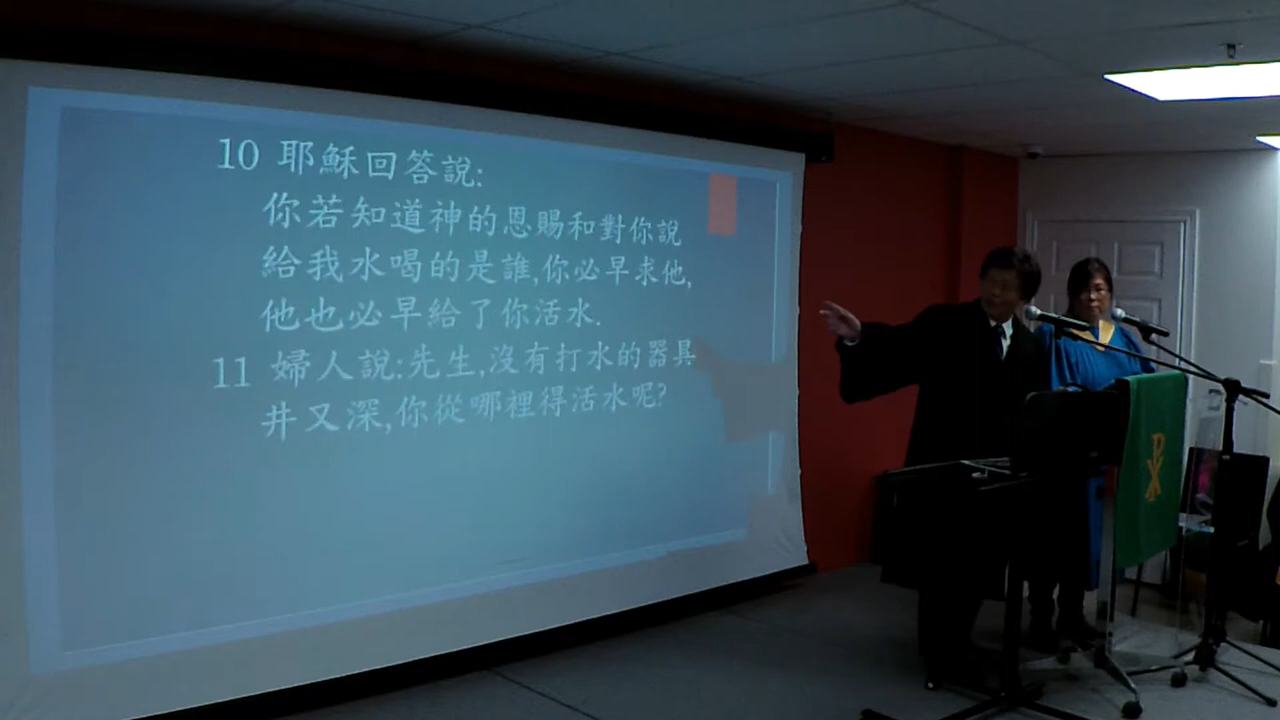 10 耶穌回答說:
你若知道神的恩賜和對你說
給我水喝的是誰,你必早求他,
他也必早給了你活水.
11 婦人說:先生,沒有打水的器具
井又深,你從哪裡得活水呢?